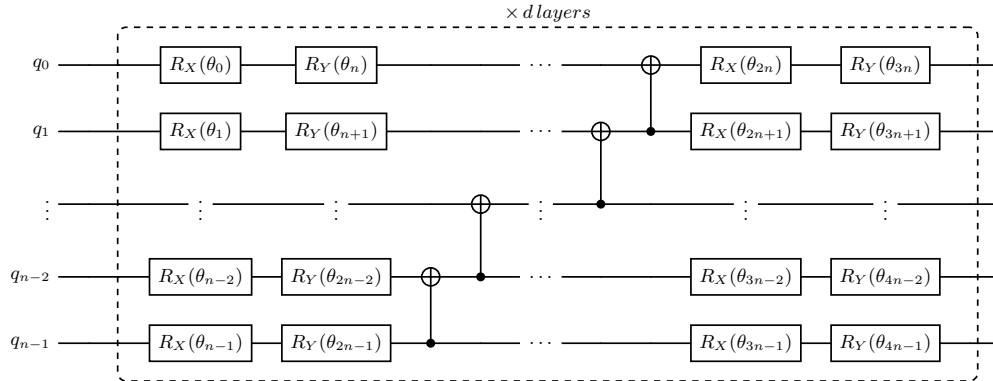 × d layers
q₀ R_X(θ₀) R_Y(θₙ) ⋯ R_X(θ₂ₙ) R_Y(θ₃ₙ)
q₁ R_X(θ₁) R_Y(θₙ₊₁) ⋯ R_X(θ₂ₙ₊₁) R_Y(θ₃ₙ₊₁)
⋮ ⋮ ⋮ ⋮ ⋮ ⋮
qₙ₋₂ R_X(θₙ₋₂) R_Y(θ₂ₙ₋₂) ⋯ R_X(θ₃ₙ₋₂) R_Y(θ₄ₙ₋₂)
qₙ₋₁ R_X(θₙ₋₁) R_Y(θ₂ₙ₋₁) ⋯ R_X(θ₃ₙ₋₁) R_Y(θ₄ₙ₋₁)